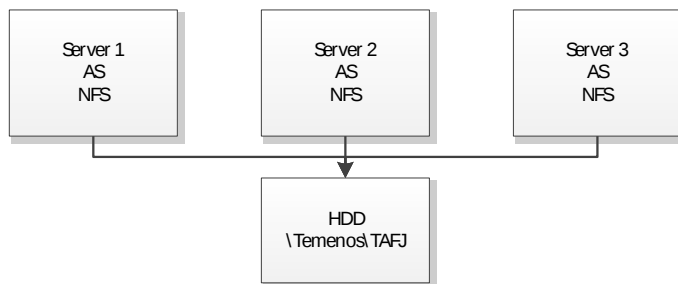 Server 1
AS
NFS
Server 2
AS
NFS
Server 3
AS
NFS
HDD
\Temenos\TAFJ